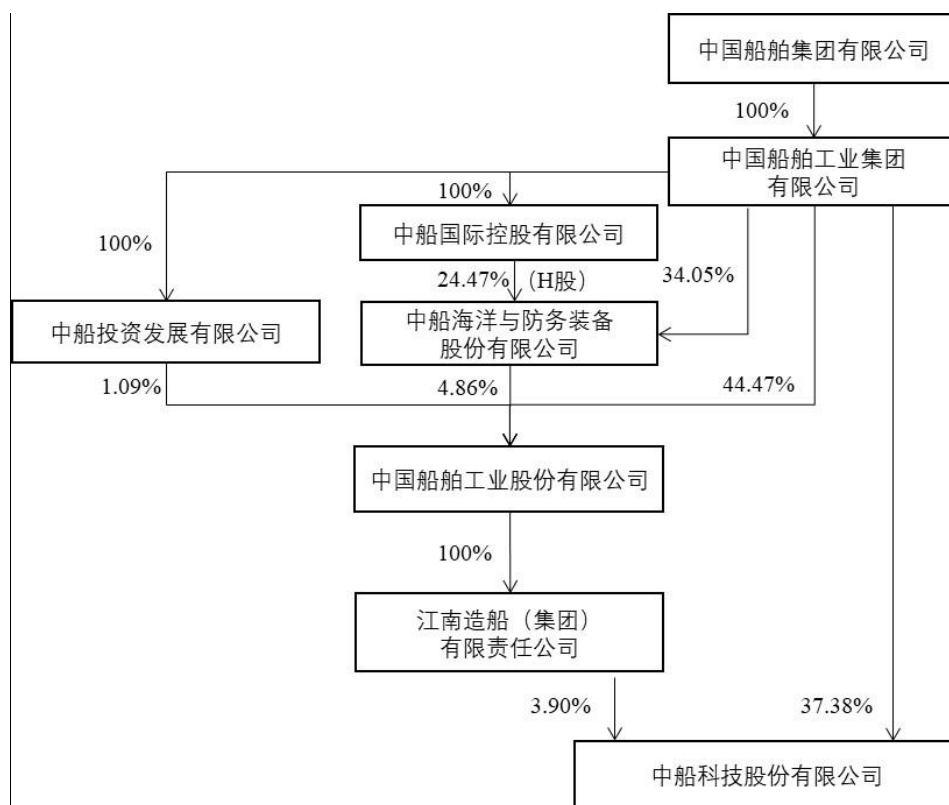 中国船舶集团有限公司
100%
中国船舶工业集团
有限公司
100%
中船国际控股有限公司
100%
24.47%（H股）
34.05%
中船投资发展有限公司
中船海洋与防务装备
股份有限公司
1.09%
4.86%
44.47%
中国船舶工业股份有限公司
100%
江南造船（集团）
有限责任公司
3.90%
37.38%
中船科技股份有限公司